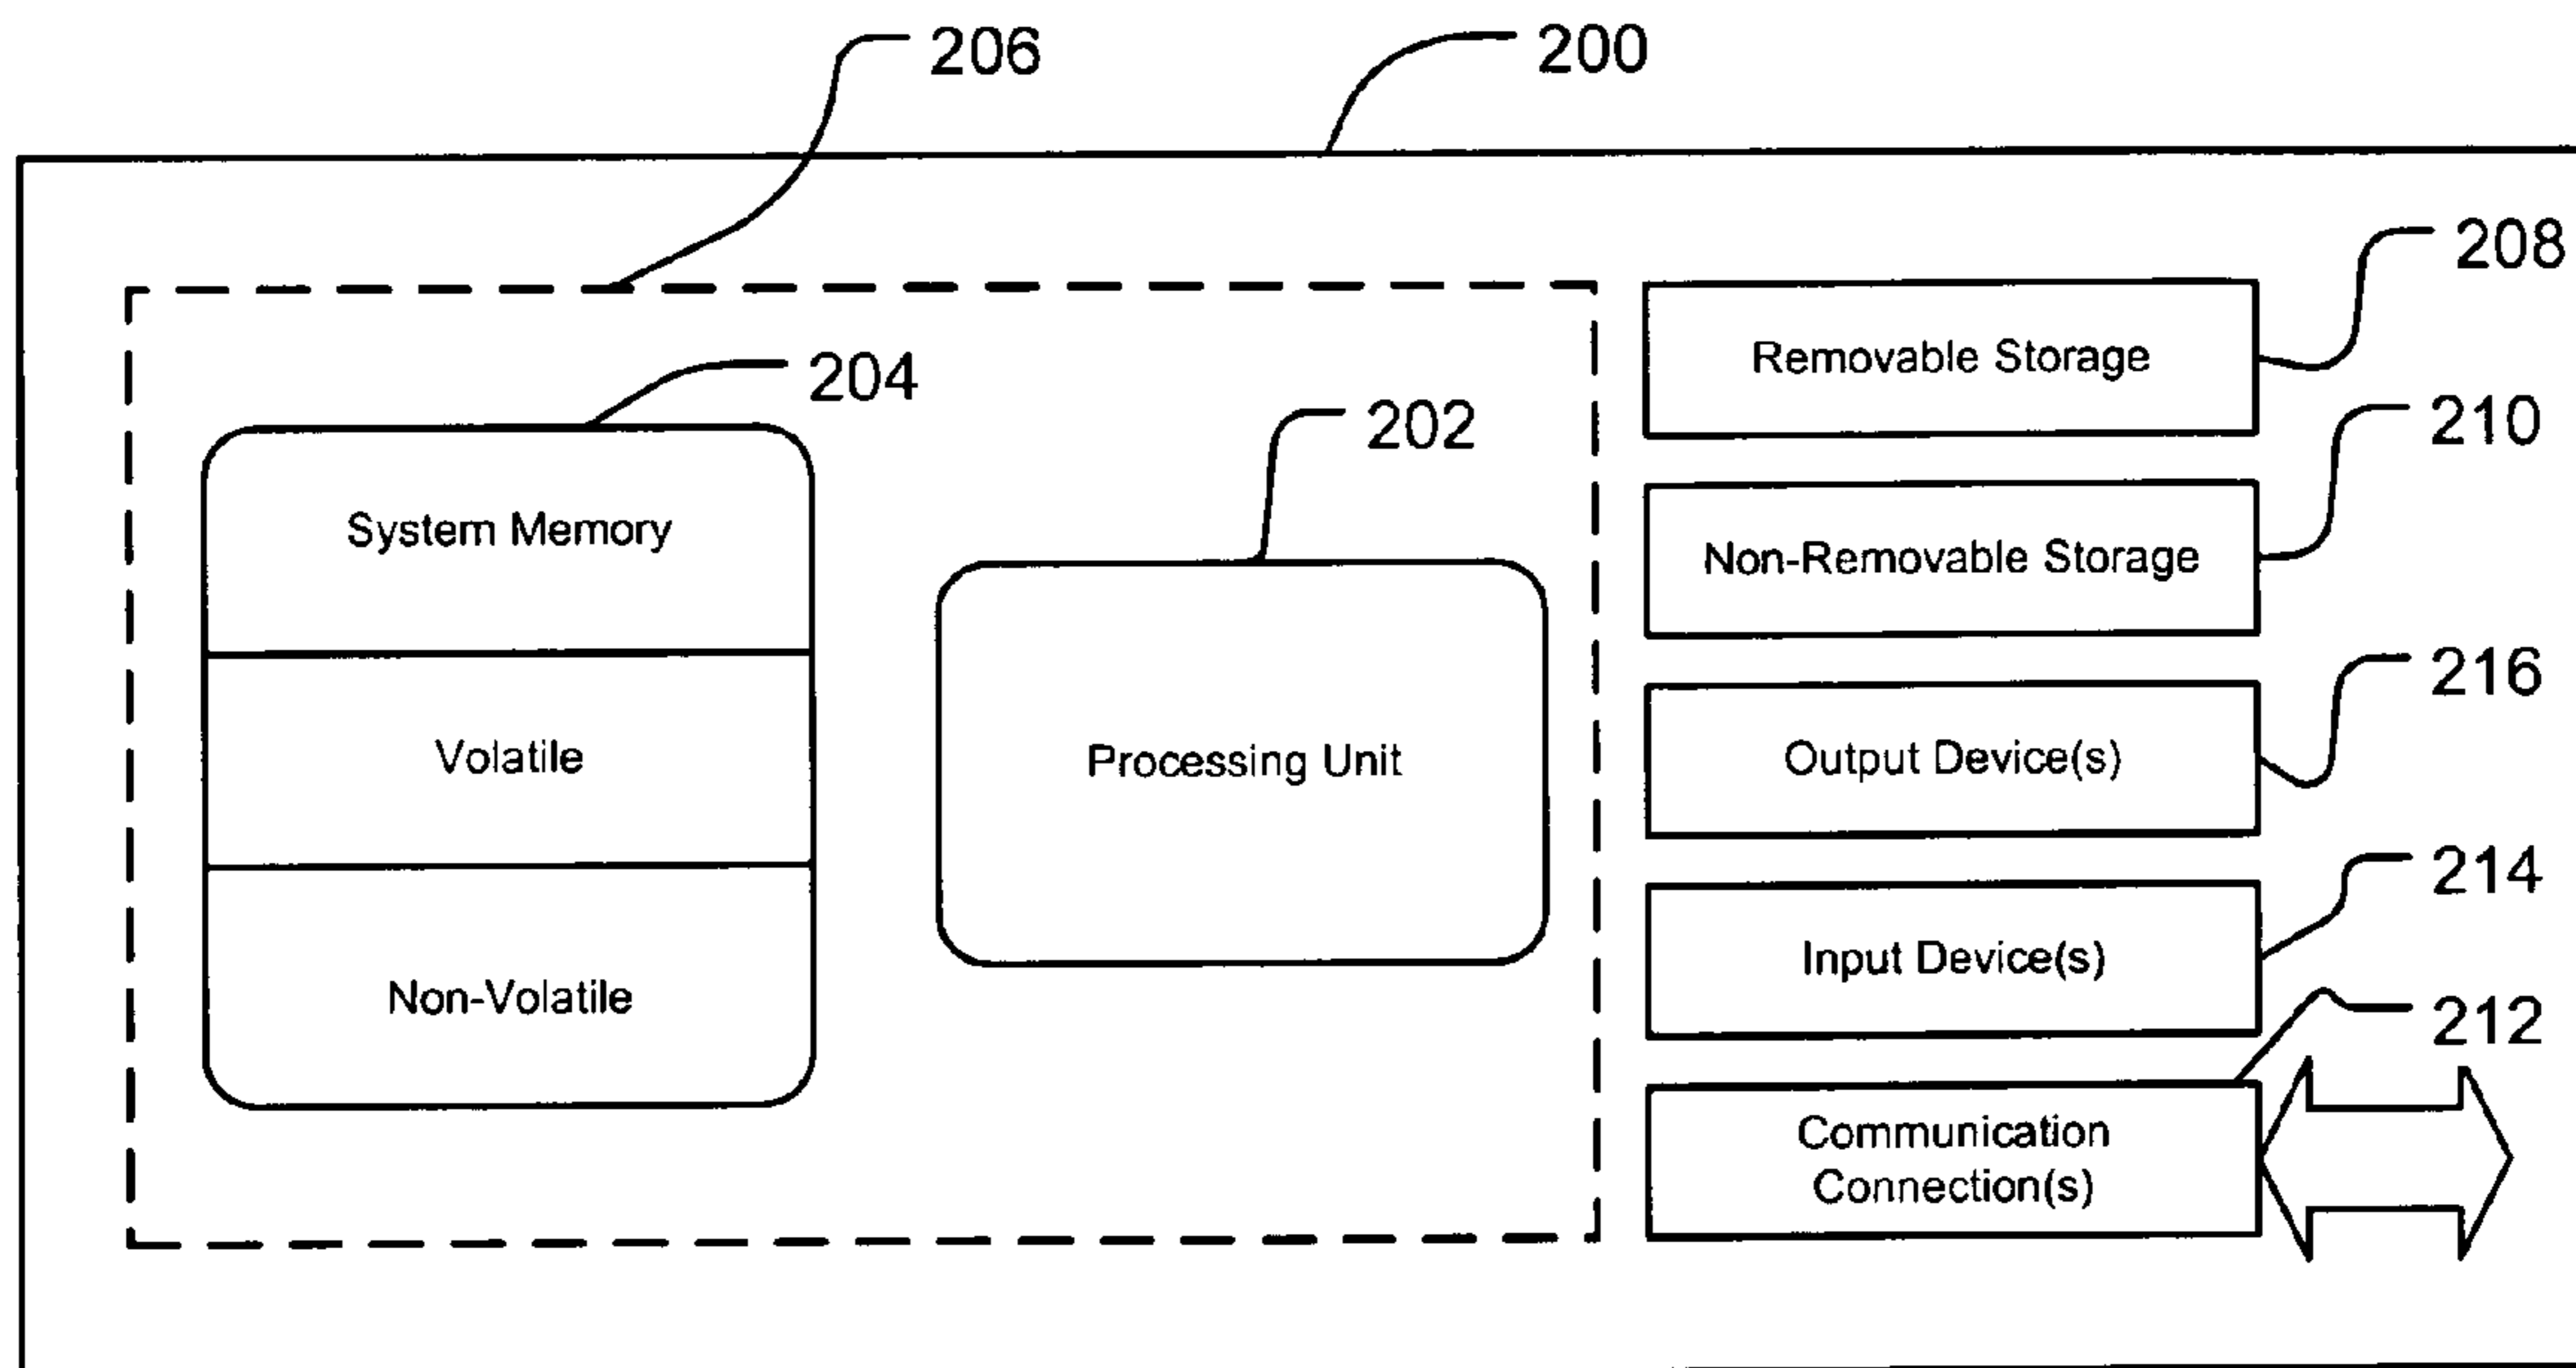 206
200
208
Removable Storage
204
210
202
System Memory
Non-Removable Storage
216
Volatile
Processing Unit
Output Device(s)
214
Input Device(s)
Non-Volatile
212
Communication
Connection(s)